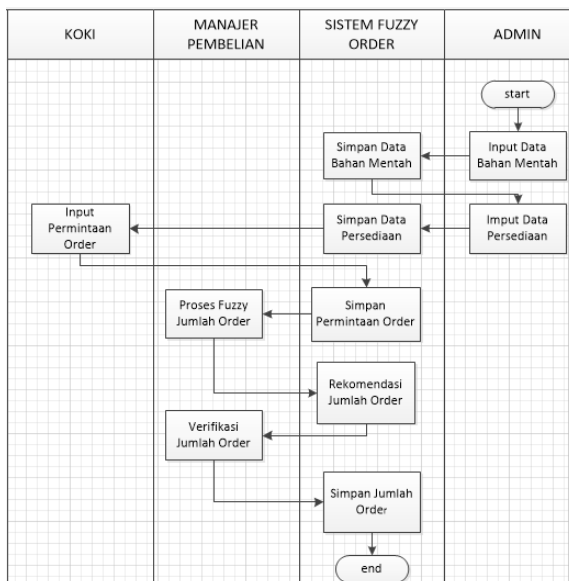 KOKI
MANAJER
PEMBELIAN
SISTEM FUZZY
ORDER
ADMIN
start
Simpan Data
Bahan Mentah
Input Data
Bahan Mentah
Input
Permintaan
Order
Simpan Data
Persediaan
Imput Data
Persediaan
Proses Fuzzy
Jumlah Order
Simpan
Permintaan Order
Rekomendasi
Jumlah Order
Verifikasi
Jumlah Order
Simpan Jumlah
Order
end